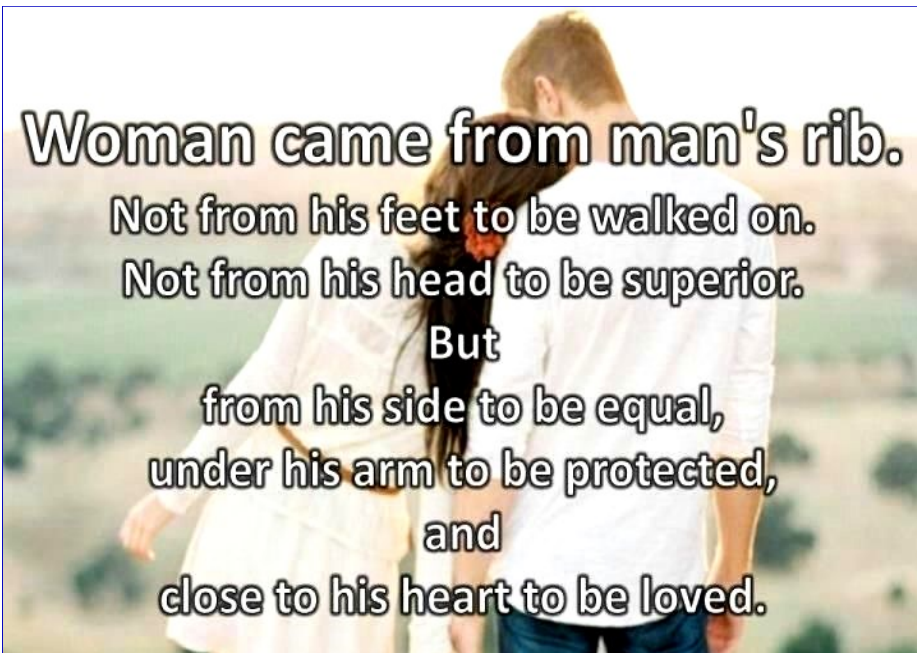 Woman came from man's rib.
Not from his feet to be walked on.
Not from his head to be superior.
But
from his side to be equal,
under his arm to be protected,
and
close to his heart to be loved.